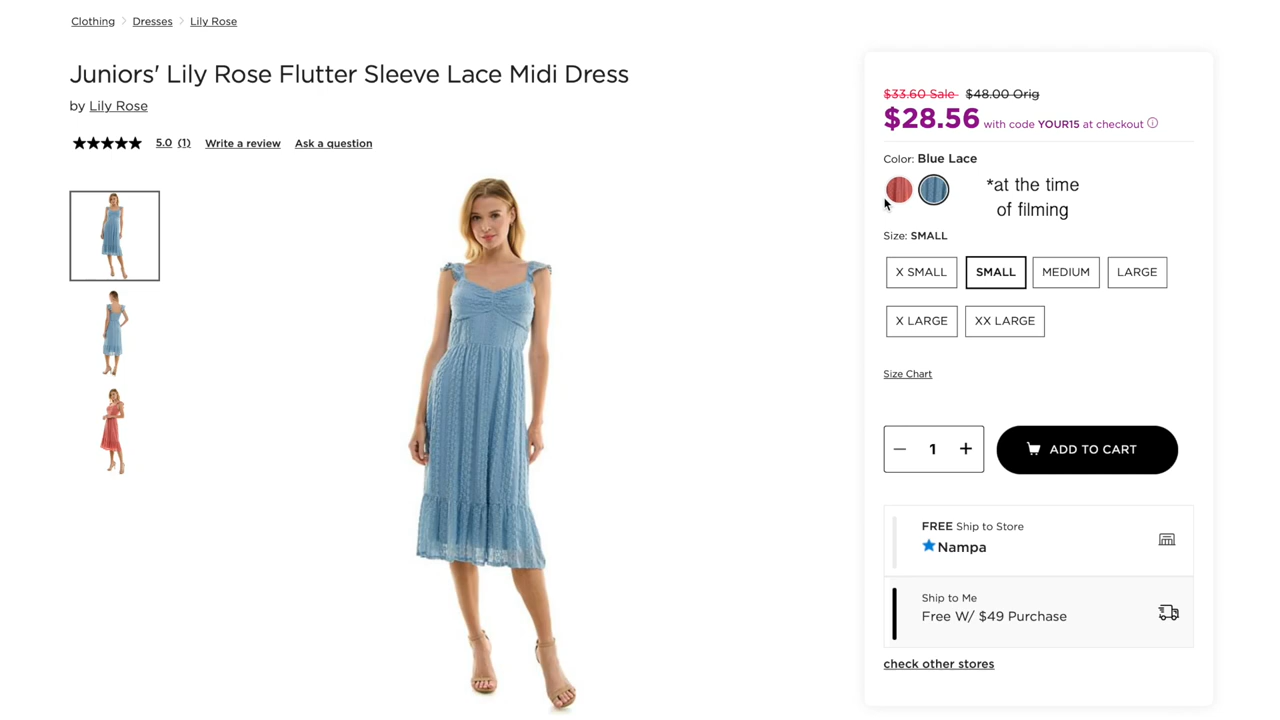 Clothing > Dresses > Lily Rose
Juniors' Lily Rose Flutter Sleeve Lace Midi Dress
by Lily Rose
5.0 (1) Write a review Ask a question
$33.60 Sale $48.00 Orig
$28.56 with code YOUR15 at checkout
Color: Blue Lace
*at the time
of filming
Size: SMALL
X SMALL SMALL MEDIUM LARGE
X LARGE XX LARGE
Size Chart
1 ADD TO CART
FREE Ship to Store
Nampa
Ship to Me
Free W/ $49 Purchase
check other stores